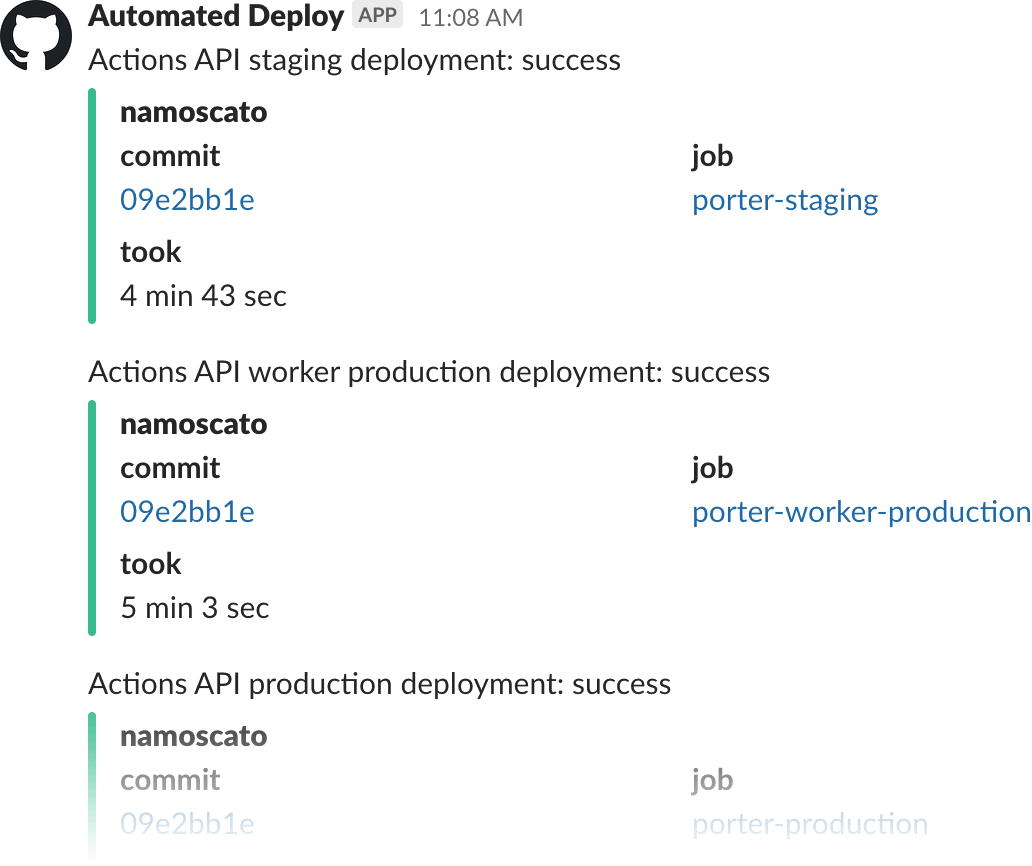 Automated Deploy APP 11:08 AM
Actions API staging deployment: success
namoscato
commit job
09e2bb1e porter-staging
took
4 min 43 sec
Actions API worker production deployment: success
namoscato
commit job
09e2bb1e porter-worker-production
took
5 min 3 sec
Actions API production deployment: success
namoscato
commit job
09e2bb1e porter-production